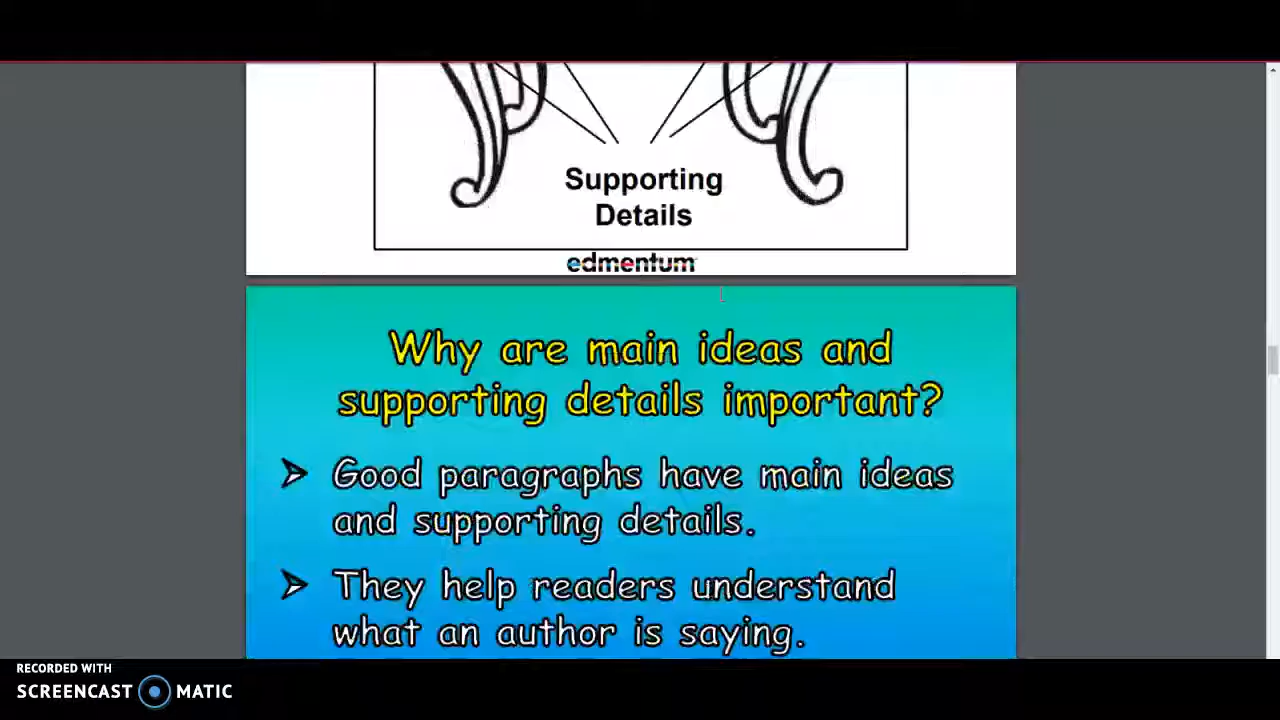 Supporting
Details
edmentum
Why are main ideas and
supporting details important?
Good paragraphs have main ideas
and supporting details.
They help readers understand
what an author is saying.
RECORDED WITH
SCREENCAST MATIC